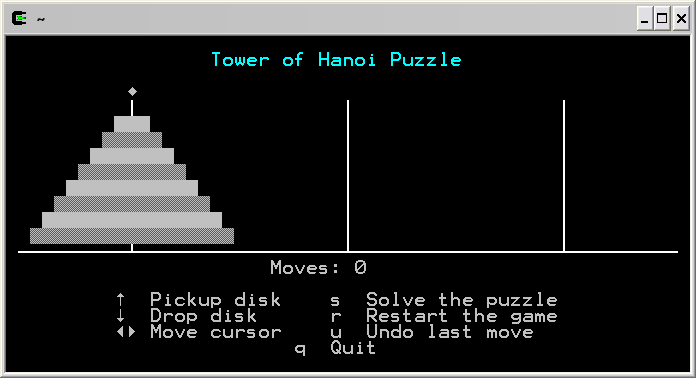 ~
Tower of Hanoi Puzzle
Moves: 0
↑ Pickup disk s Solve the puzzle
↓ Drop disk r Restart the game
◀▶ Move cursor u Undo last move
q Quit